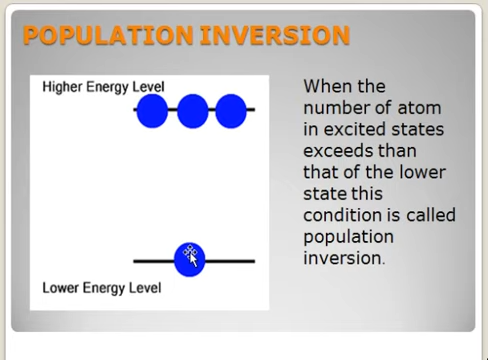 POPULATION INVERSION
Higher Energy Level
Lower Energy Level
When the
number of atom
in excited states
exceeds than
that of the lower
state this
condition is called
population
inversion.